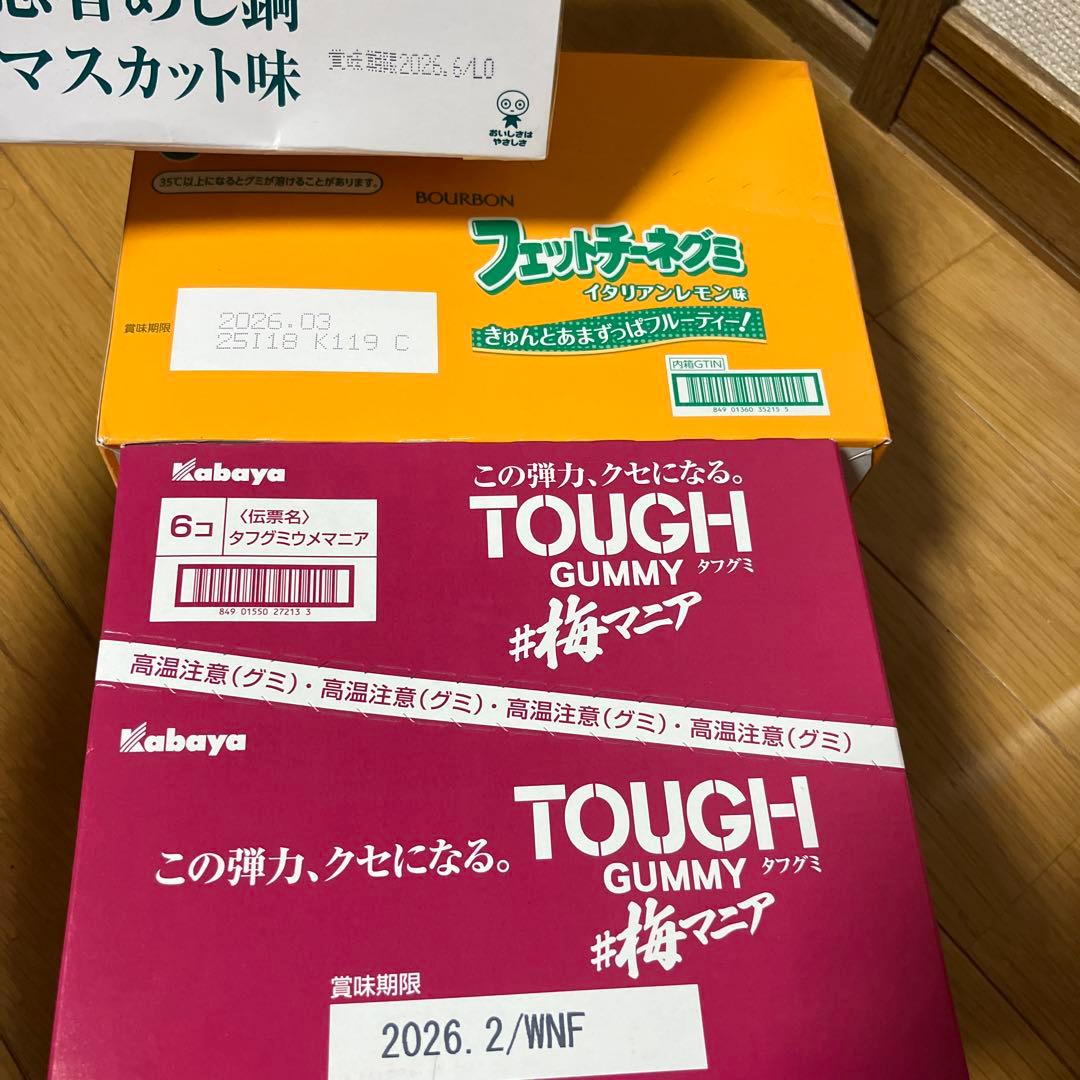 マスカット味
賞味期限2026.6/LO
おいしさは
やさしさ
35℃以上になるとグミが溶けることがあります。
BOURBON
フェットチーネグミ
イタリアンレモン味
きゅんとあまずっぱフルーティー!
賞味期限
2026.03
25I18 K119 C
内箱GTIN
849 01360 35215 5
Kabaya
6コ
〈伝票名〉
タフグミウメマニア
849 01550 27213 3
この弾力、クセになる。
TOUGH
GUMMY タフグミ
#梅マニア
高温注意(グミ)・高温注意(グミ)・高温注意(グミ)・高温注意(グミ)
Kabaya
この弾力、クセになる。
TOUGH
GUMMY タフグミ
#梅マニア
賞味期限
2026.2/WNF